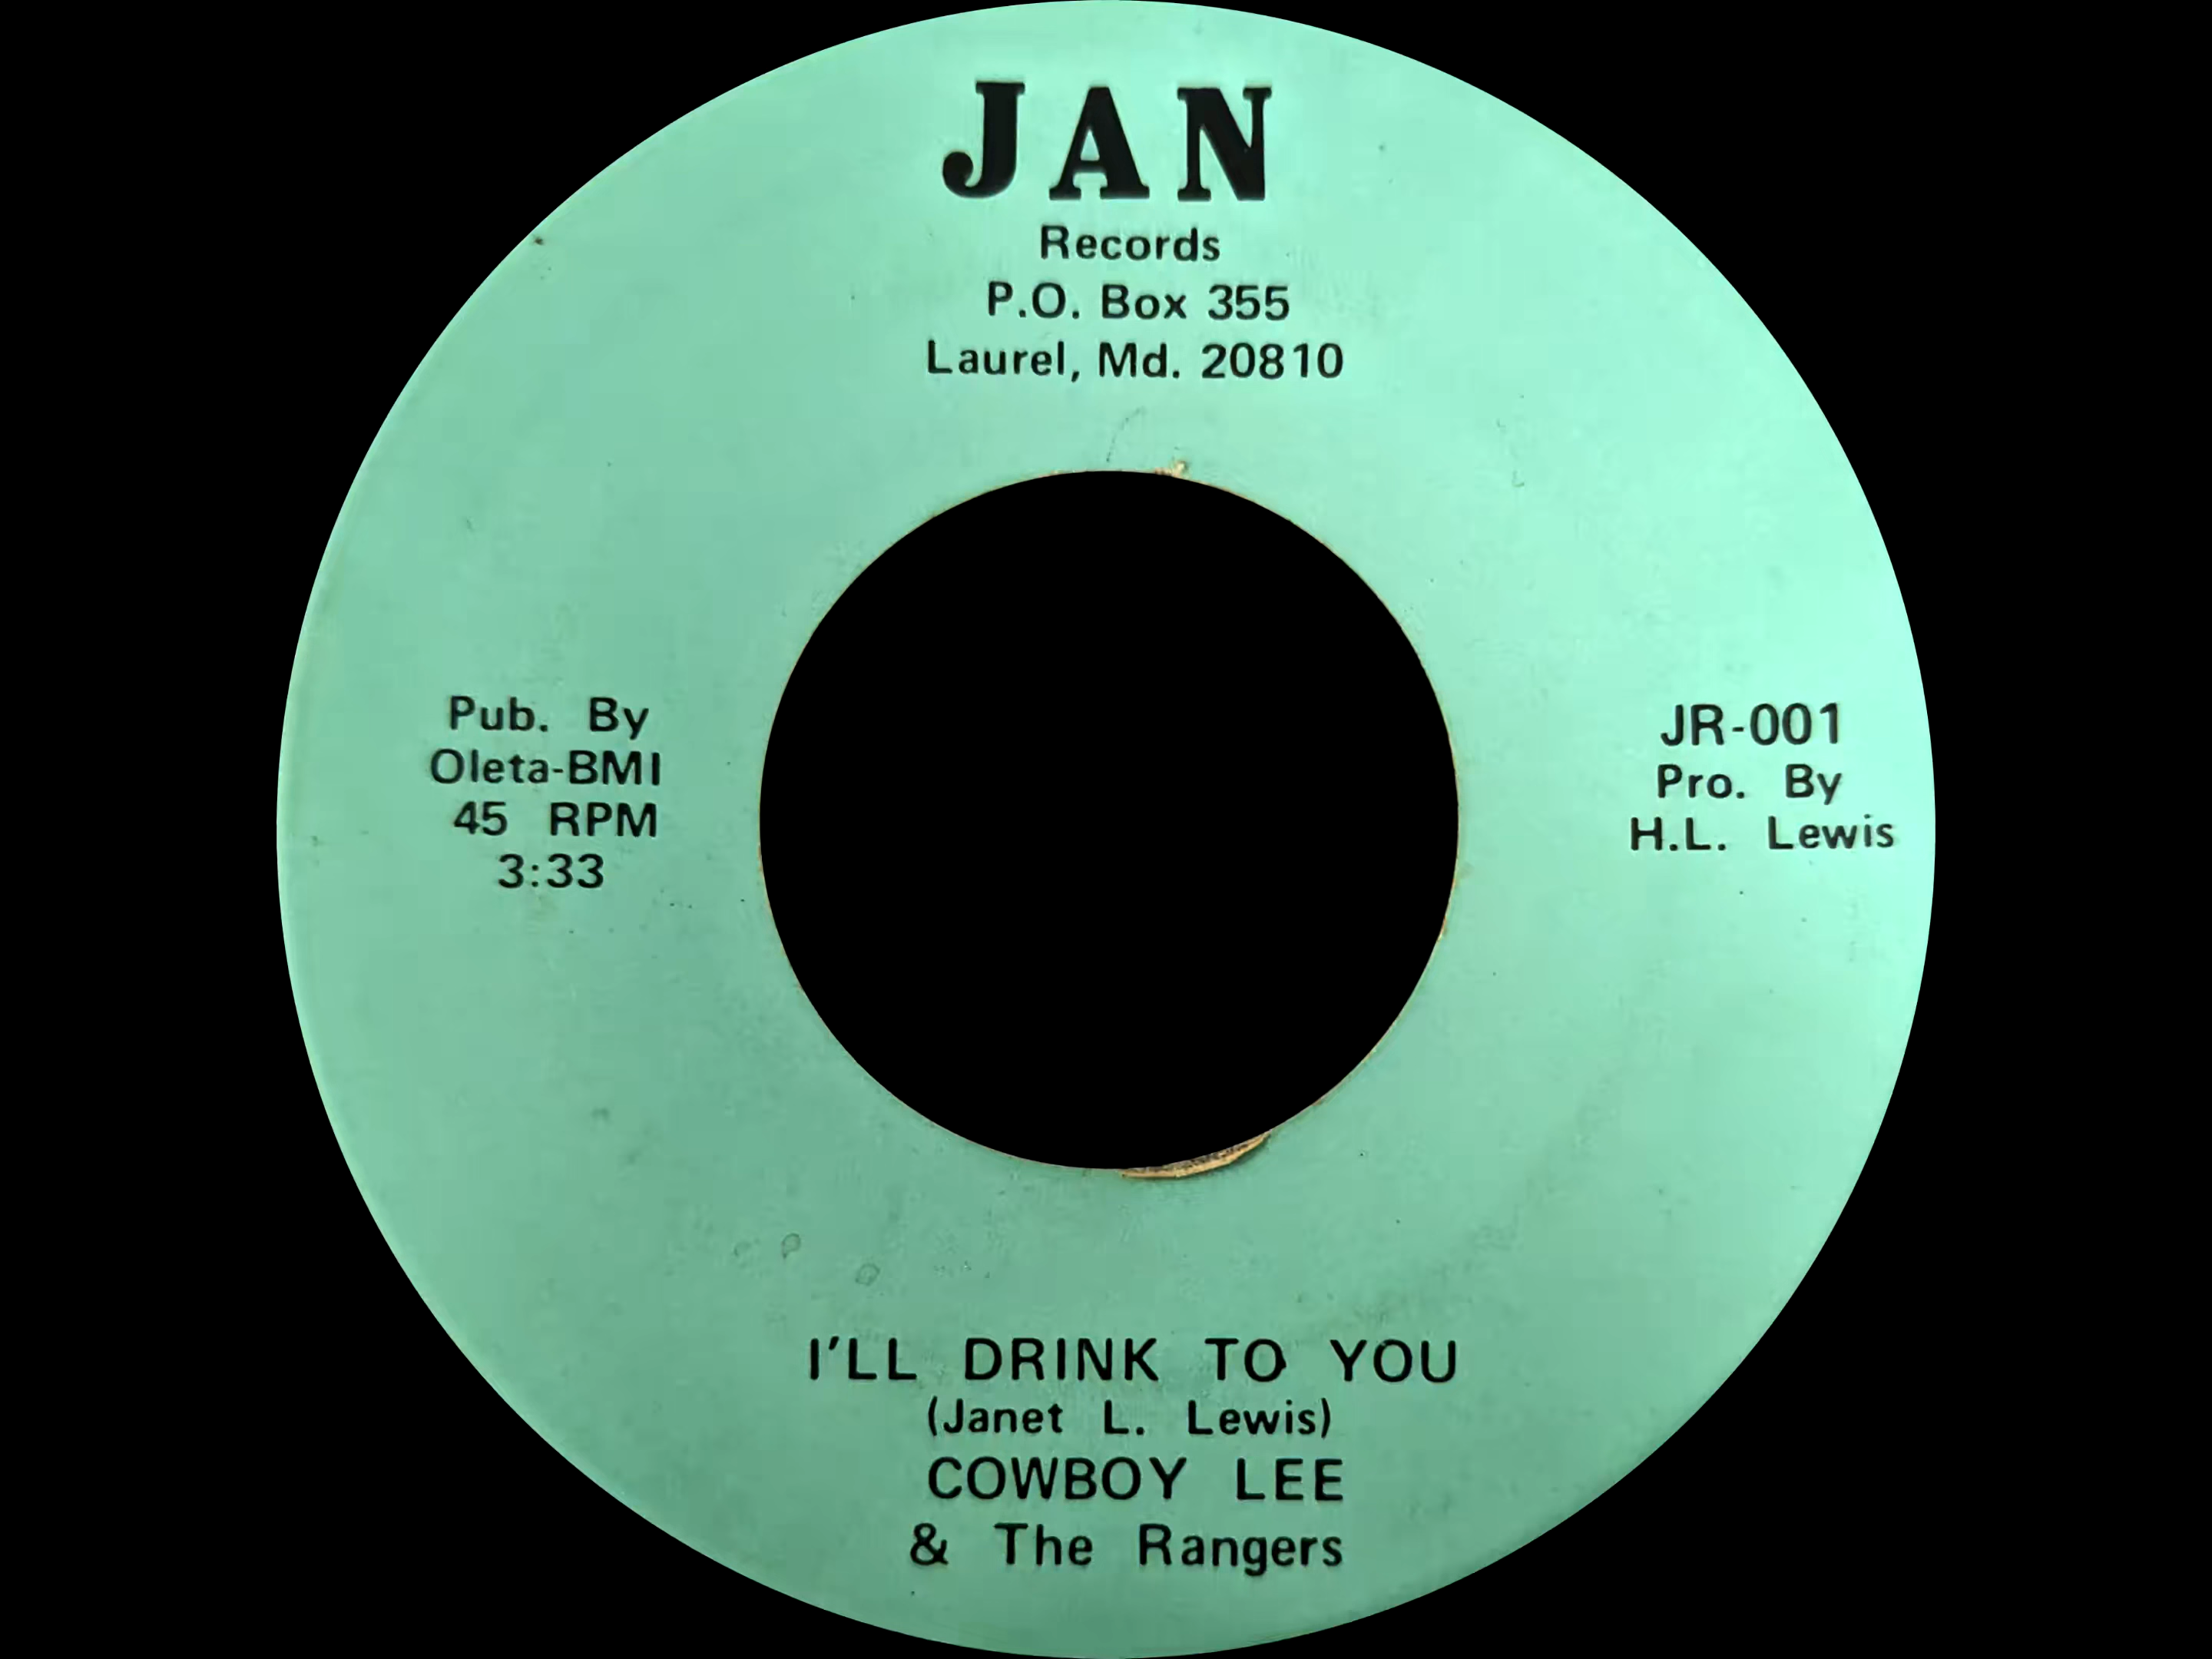 JAN
Records
P.O. Box 355
Laurel, Md. 20810
Pub. By
Oleta-BMI
45 RPM
3:33
JR-001
Pro. By
H.L. Lewis
I'LL DRINK TO YOU
(Janet L. Lewis)
COWBOY LEE
& The Rangers